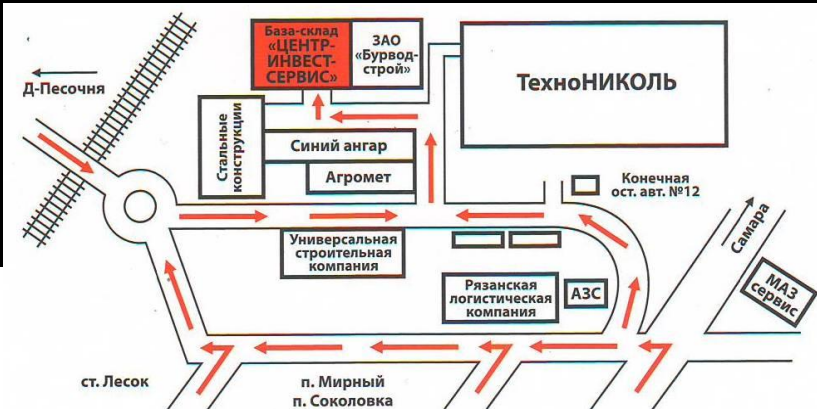 База-склад
«ЦЕНТР-
ИНВЕСТ-
СЕРВИС»
ЗАО
«Бурвод-
строй»
ТехноНИКОЛЬ
Д-Песочня
Стальные
конструкции
Синий ангар
Агромет
Конечная
ост. авт. №12
Самара
Универсальная
строительная
компания
Рязанская
логистическая
компания
АЗС
МАЗ
сервис
ст. Лесок
п. Мирный
п. Соколовка